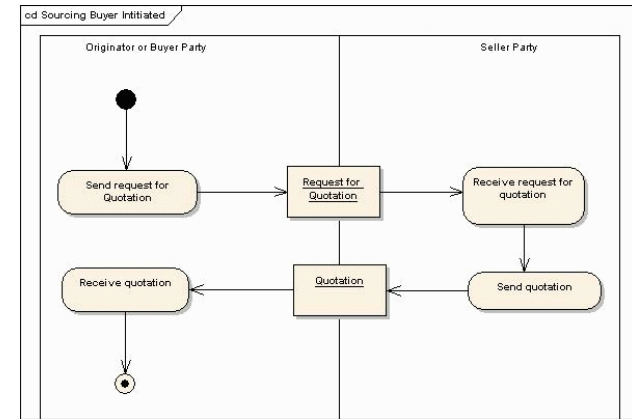 cd Sourcing Buyer Intitiated
Originator or Buyer Party
Seller Party
Send request for
Quotation
Request for
Quotation
Receive request for
quotation
Receive quotation
Quotation
Send quotation